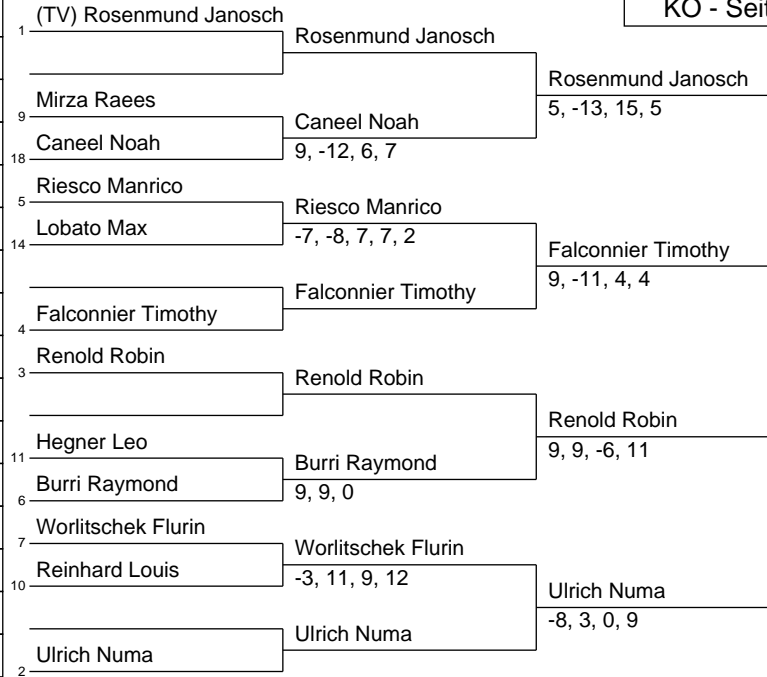 KO - Seit
(TV) Rosenmund Janosch
1
Rosenmund Janosch
Rosenmund Janosch
5, -13, 15, 5
Mirza Raees
9
Caneel Noah
9, -12, 6, 7
Caneel Noah
18
Riesco Manrico
5
Riesco Manrico
-7, -8, 7, 7, 2
Lobato Max
14
Falconnier Timothy
9, -11, 4, 4
Falconnier Timothy
Falconnier Timothy
4
Renold Robin
3
Renold Robin
Renold Robin
9, 9, -6, 11
Hegner Leo
11
Burri Raymond
9, 9, 0
Burri Raymond
6
Worlitschek Flurin
7
Worlitschek Flurin
-3, 11, 9, 12
Reinhard Louis
10
Ulrich Numa
-8, 3, 0, 9
Ulrich Numa
Ulrich Numa
2